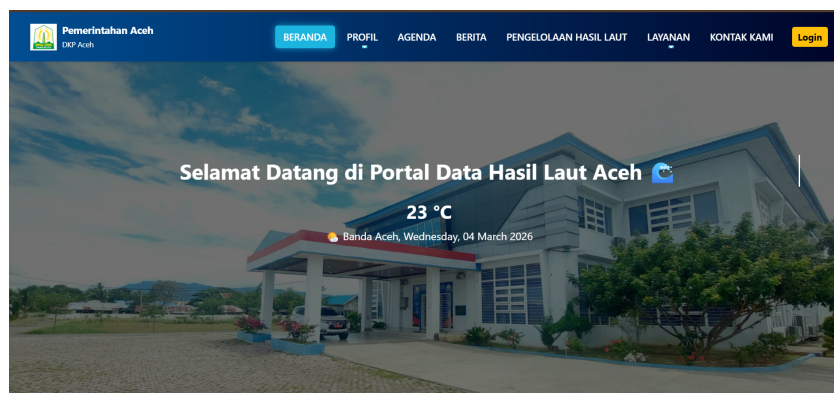 Pemerintahan Aceh
DKP Aceh
BERANDA PROFIL AGENDA BERITA PENGELOLAAN HASIL LAUT LAYANAN KONTAK KAMI Login
Selamat Datang di Portal Data Hasil Laut Aceh 🌊
23 °C
Banda Aceh, Wednesday, 04 March 2026